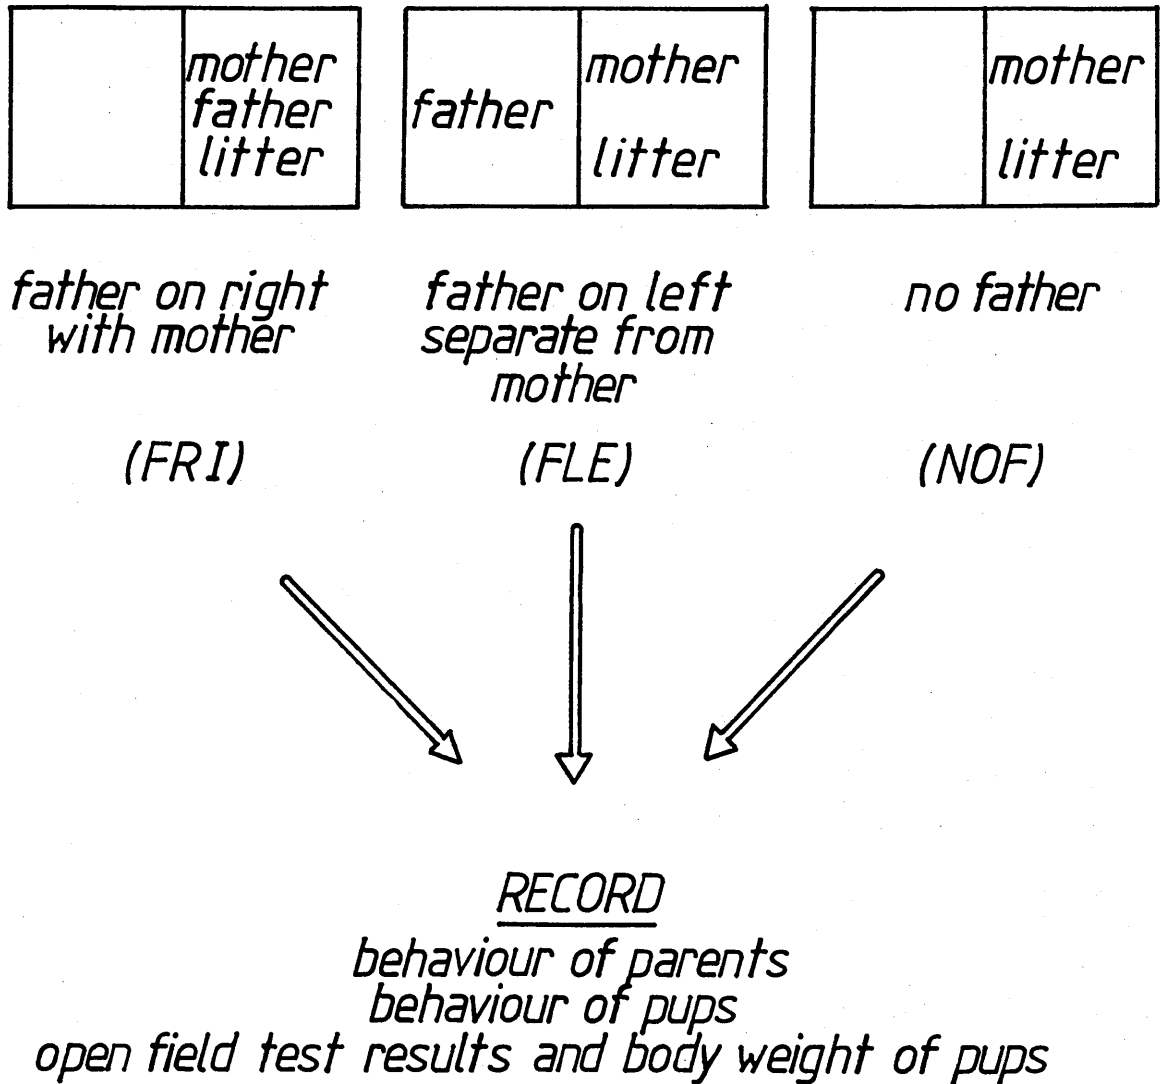 mother
father
litter
father
mother
litter
mother
litter
father on right
with mother
(FRI)
father on left
separate from
mother
(FLE)
no father
(NOF)
RECORD
behaviour of parents
behaviour of pups
open field test results and body weight of pups